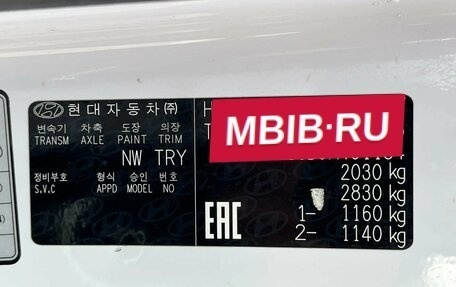 현대자동차㈜
변속기 차축 도장 의장
TRANSM AXLE PAINT TRIM
NW TRY
정비부호 형식 승인 번호
S.V.C APPD MODEL NO
MBIB.RU
2030 kg
2830 kg
1- 1160 kg
2- 1140 kg
EAC